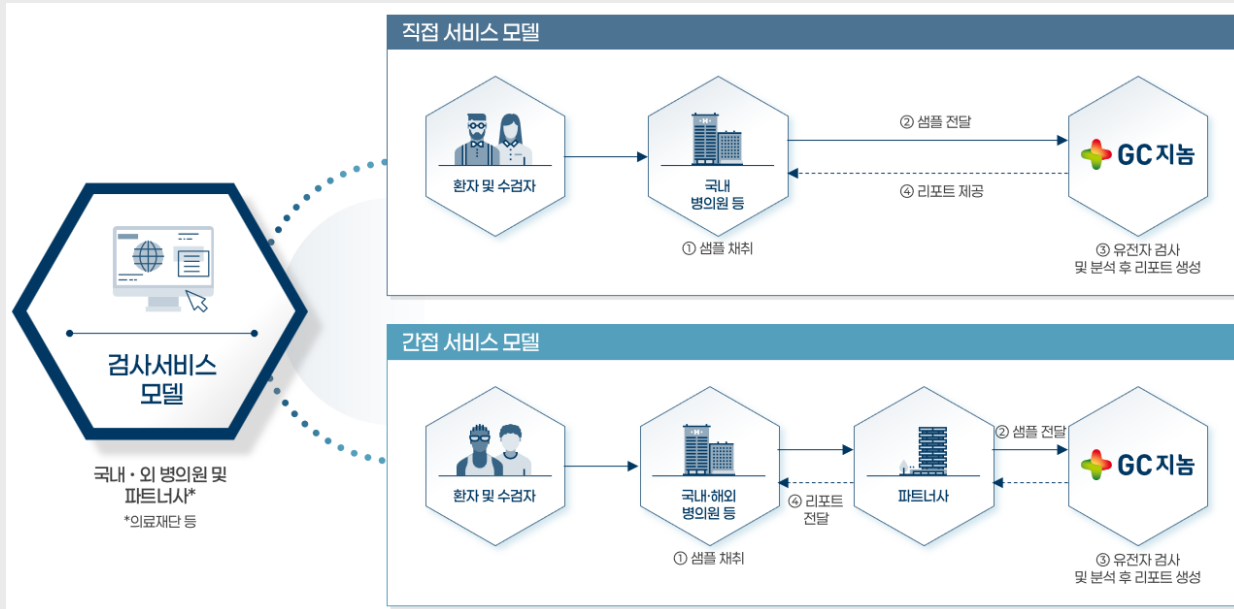 직접 서비스 모델
환자 및 수검자
국내
병의원 등
① 샘플 채취
② 샘플 전달
④ 리포트 제공
GC지놈
③ 유전자 검사
및 분석 후 리포트 생성
검사서비스
모델
국내 · 외 병의원 및
파트너사*
*의료재단 등
간접 서비스 모델
환자 및 수검자
국내·해외
병의원 등
① 샘플 채취
④ 리포트
전달
파트너사
② 샘플 전달
GC지놈
③ 유전자 검사
및 분석 후 리포트 생성